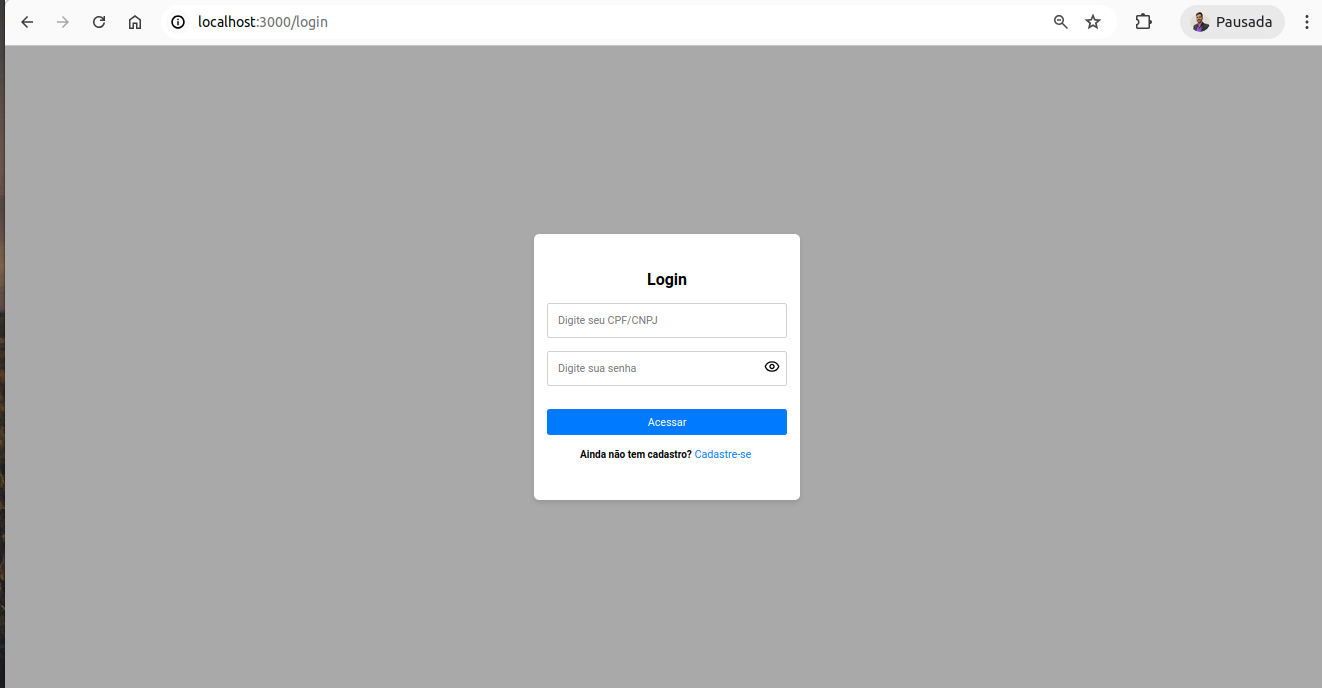 localhost:3000/login
Pausada
Login
Digite seu CPF/CNPJ
Digite sua senha
Acessar
Ainda não tem cadastro? Cadastre-se